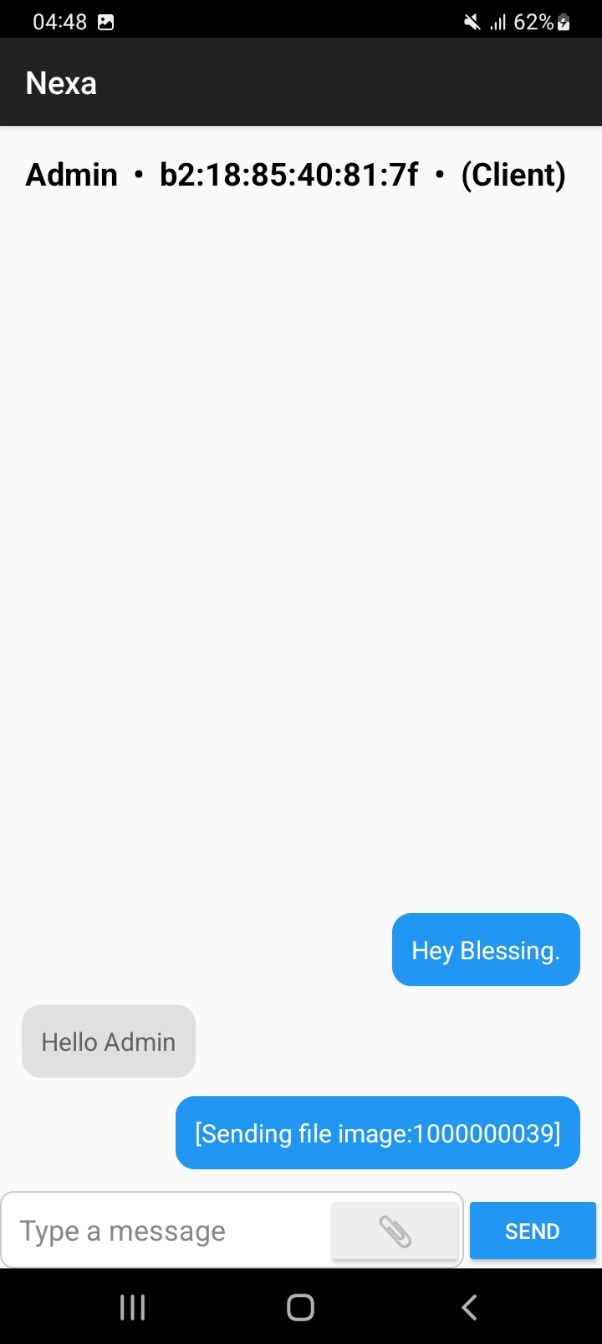 04:48 62%
Nexa
Admin • b2:18:85:40:81:7f • (Client)
Hey Blessing.
Hello Admin
[Sending file image:1000000039]
Type a message SEND